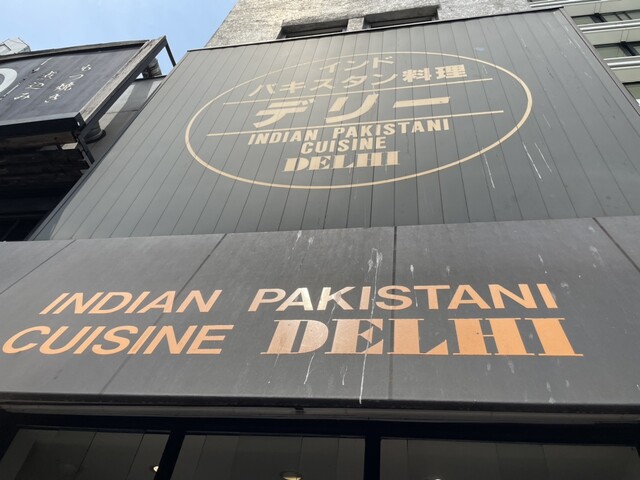 インド
パキスタン料理
デリー
INDIAN PAKISTANI
CUISINE
DELHI
INDIAN PAKISTANI
CUISINE DELHI